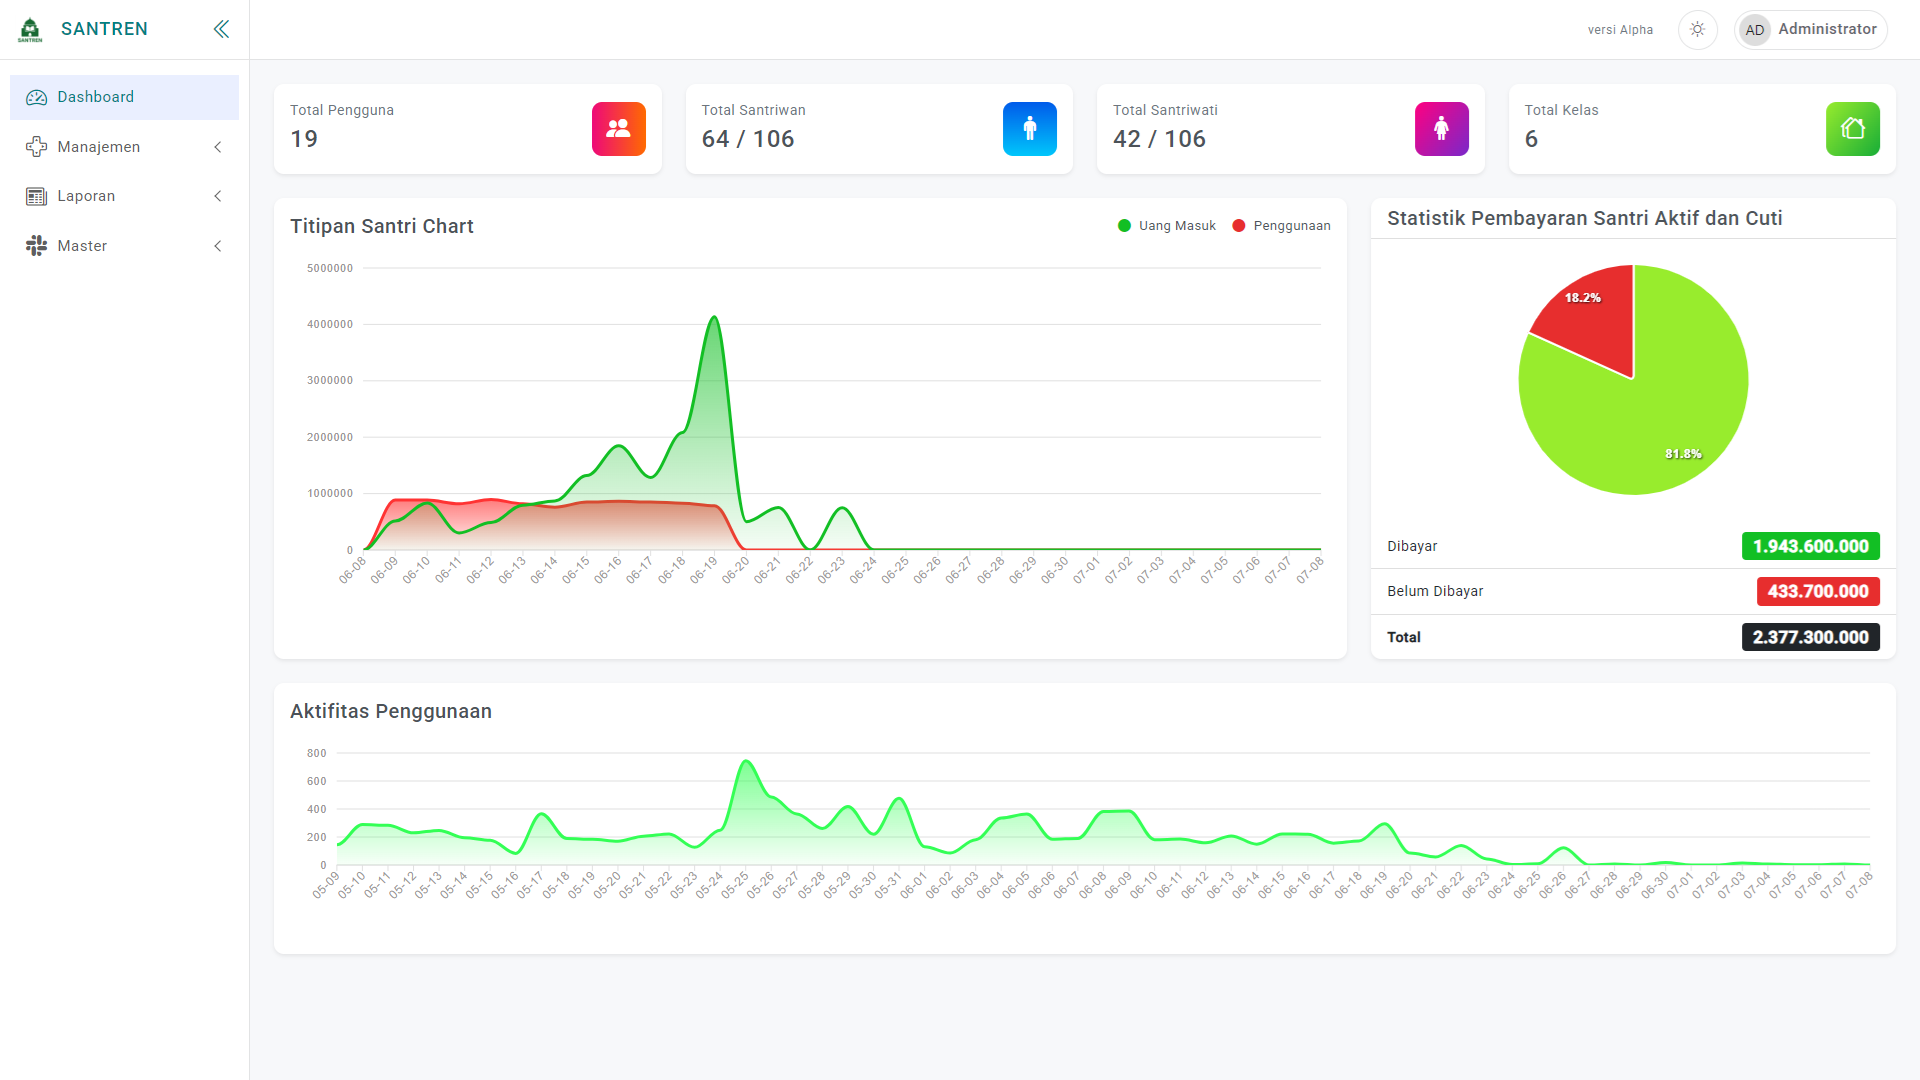 SANTREN
SANTREN
versi Alpha
AD
Administrator
Dashboard
Manajemen
Laporan
Master
Total Pengguna
19
Total Santriwan
64 / 106
Total Santriwati
42 / 106
Total Kelas
6
Titipan Santri Chart
Uang Masuk
Penggunaan
5000000
4000000
3000000
2000000
1000000
0
06-08 06-09 06-10 06-11 06-12 06-13 06-14 06-15 06-16 06-17 06-18 06-19 06-20 06-21 06-22 06-23 06-24 06-25 06-26 06-27 06-28 06-29 06-30 07-01 07-02 07-03 07-04 07-05 07-06 07-07 07-08
Statistik Pembayaran Santri Aktif dan Cuti
18.2%
81.8%
Dibayar 1.943.600.000
Belum Dibayar 433.700.000
Total 2.377.300.000
Aktifitas Penggunaan
800
600
400
200
0
05-09 05-10 05-11 05-12 05-13 05-14 05-15 05-16 05-17 05-18 05-19 05-20 05-21 05-22 05-23 05-24 05-25 05-26 05-27 05-28 05-29 05-30 05-31 06-01 06-02 06-03 06-04 06-05 06-06 06-07 06-08 06-09 06-10 06-11 06-12 06-13 06-14 06-15 06-16 06-17 06-18 06-19 06-20 06-21 06-22 06-23 06-24 06-25 06-26 06-27 06-28 06-29 06-30 07-01 07-02 07-03 07-04 07-05 07-06 07-07 07-08